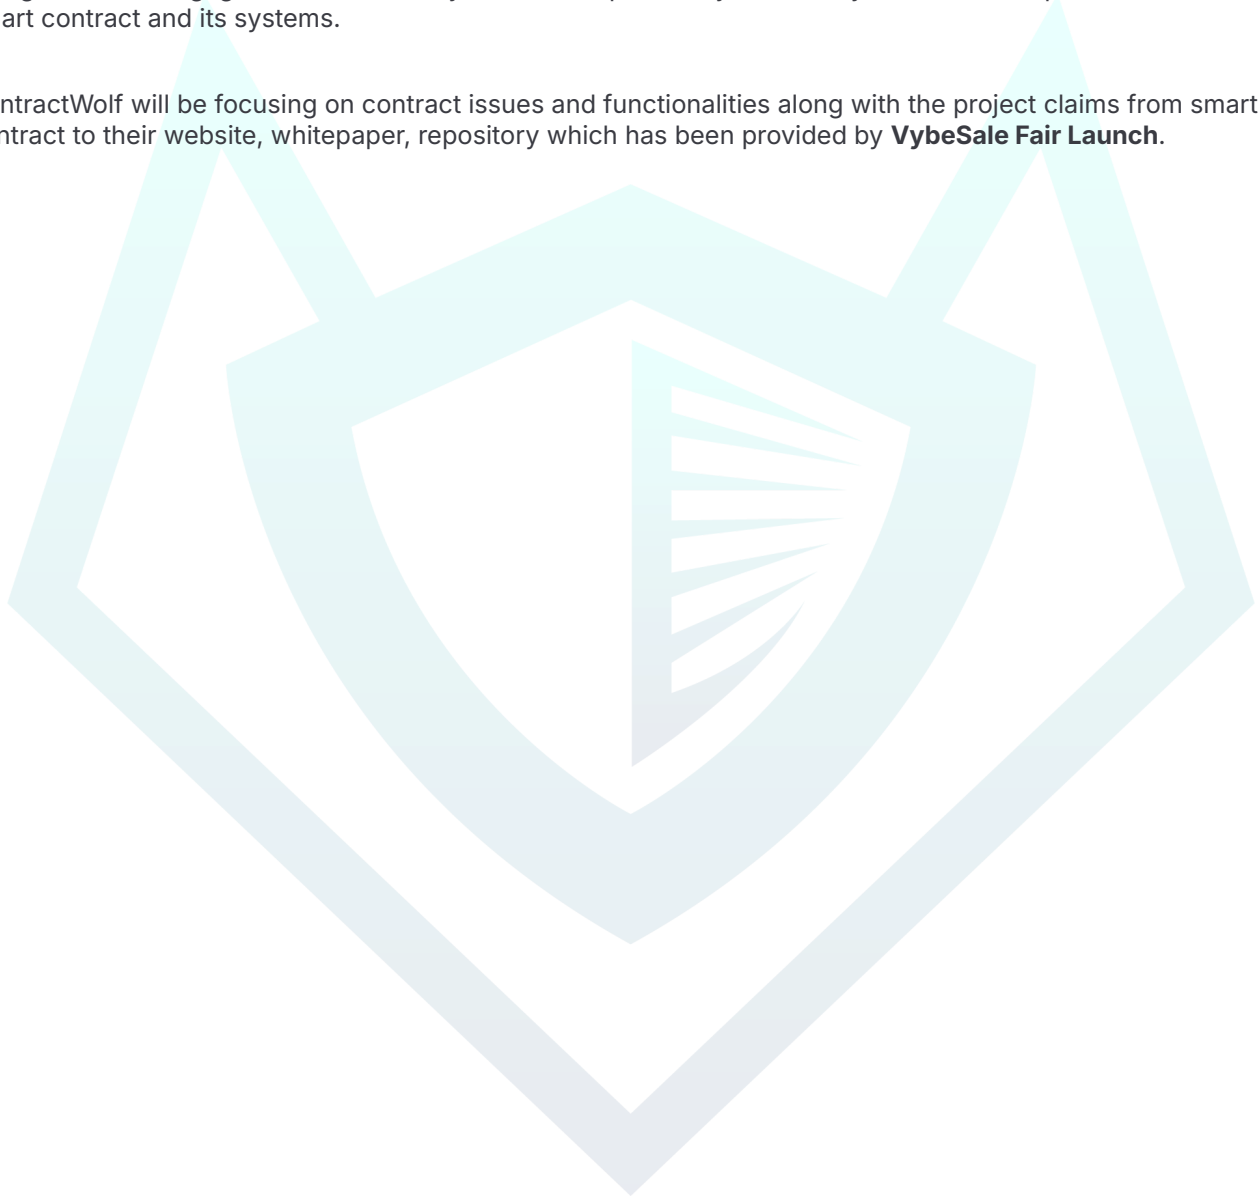 art contract and its systems.
ntractWolf will be focusing on contract issues and functionalities along with the project claims from smart
ntract to their website, whitepaper, repository which has been provided by VybeSale Fair Launch.